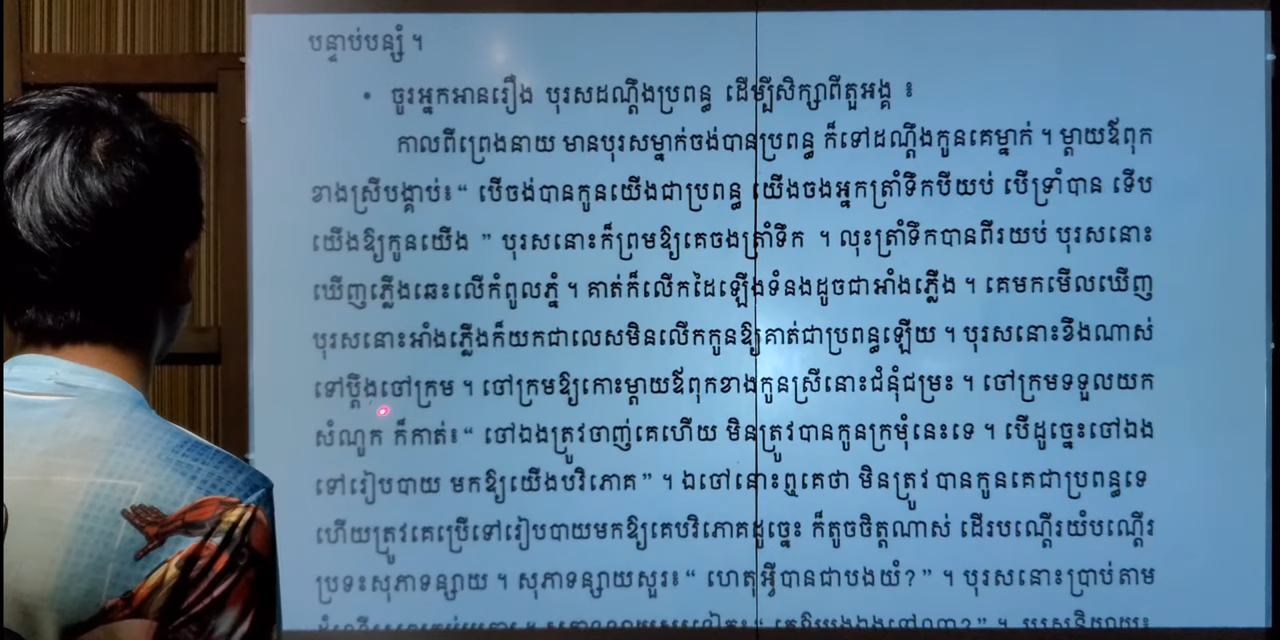 បន្ទាប់បន្សំ ។
• ចូរអ្នកអានរឿង បុរសដណ្ដឹងប្រពន្ធ ដើម្បីសិក្សាពីតួអង្គ ៖
កាលពីព្រេងនាយ មានបុរសម្នាក់ចង់បានប្រពន្ធ ក៏ទៅដណ្ដឹងកូនគេម្នាក់ ។ ម្ដាយឪពុក
ខាងស្រីបង្គាប់៖“ បើចង់បានកូនយើងជាប្រពន្ធ យើងចងអ្នកត្រាំទឹកបីយប់ បើទ្រាំបាន ទើប
យើងឱ្យកូនយើង ” បុរសនោះក៏ព្រមឱ្យគេចងត្រាំទឹក ។ លុះត្រាំទឹកបានពីរយប់ បុរសនោះ
ឃើញភ្លើងឆេះលើកំពូលភ្នំ ។ គាត់ក៏លើកដៃឡើងទំនងដូចជាអាំងភ្លើង ។ គេមកមើលឃើញ
បុរសនោះអាំងភ្លើងក៏យកជាលេសមិនលើកកូនឱ្យគាត់ជាប្រពន្ធឡើយ ។ បុរសនោះខឹងណាស់
ទៅប្ដឹងចៅក្រម ។ ចៅក្រមឱ្យកោះម្ដាយឪពុកខាងកូនស្រីនោះជំនុំជម្រះ ។ ចៅក្រមទទួលយក
សំណូក ក៏កាត់៖“ ចៅឯងត្រូវចាញ់គេហើយ មិនត្រូវបានកូនក្រមុំនេះទេ ។ បើដូច្នេះចៅឯង
ទៅរៀបបាយ មកឱ្យយើងបរិភោគ ” ។ ឯចៅនោះឮគេថា មិនត្រូវ បានកូនគេជាប្រពន្ធទេ
ហើយត្រូវគេប្រើទៅរៀបបាយមកឱ្យគេបរិភោគដូច្នេះ ក៏តូចចិត្តណាស់ ដើរបណ្ដើរយំបណ្ដើរ
ប្រទះសុភាទន្សាយ ។ សុភាទន្សាយសួរ៖“ ហេតុអ្វីបានជាបងយំ? ” ។ បុរសនោះប្រាប់តាម